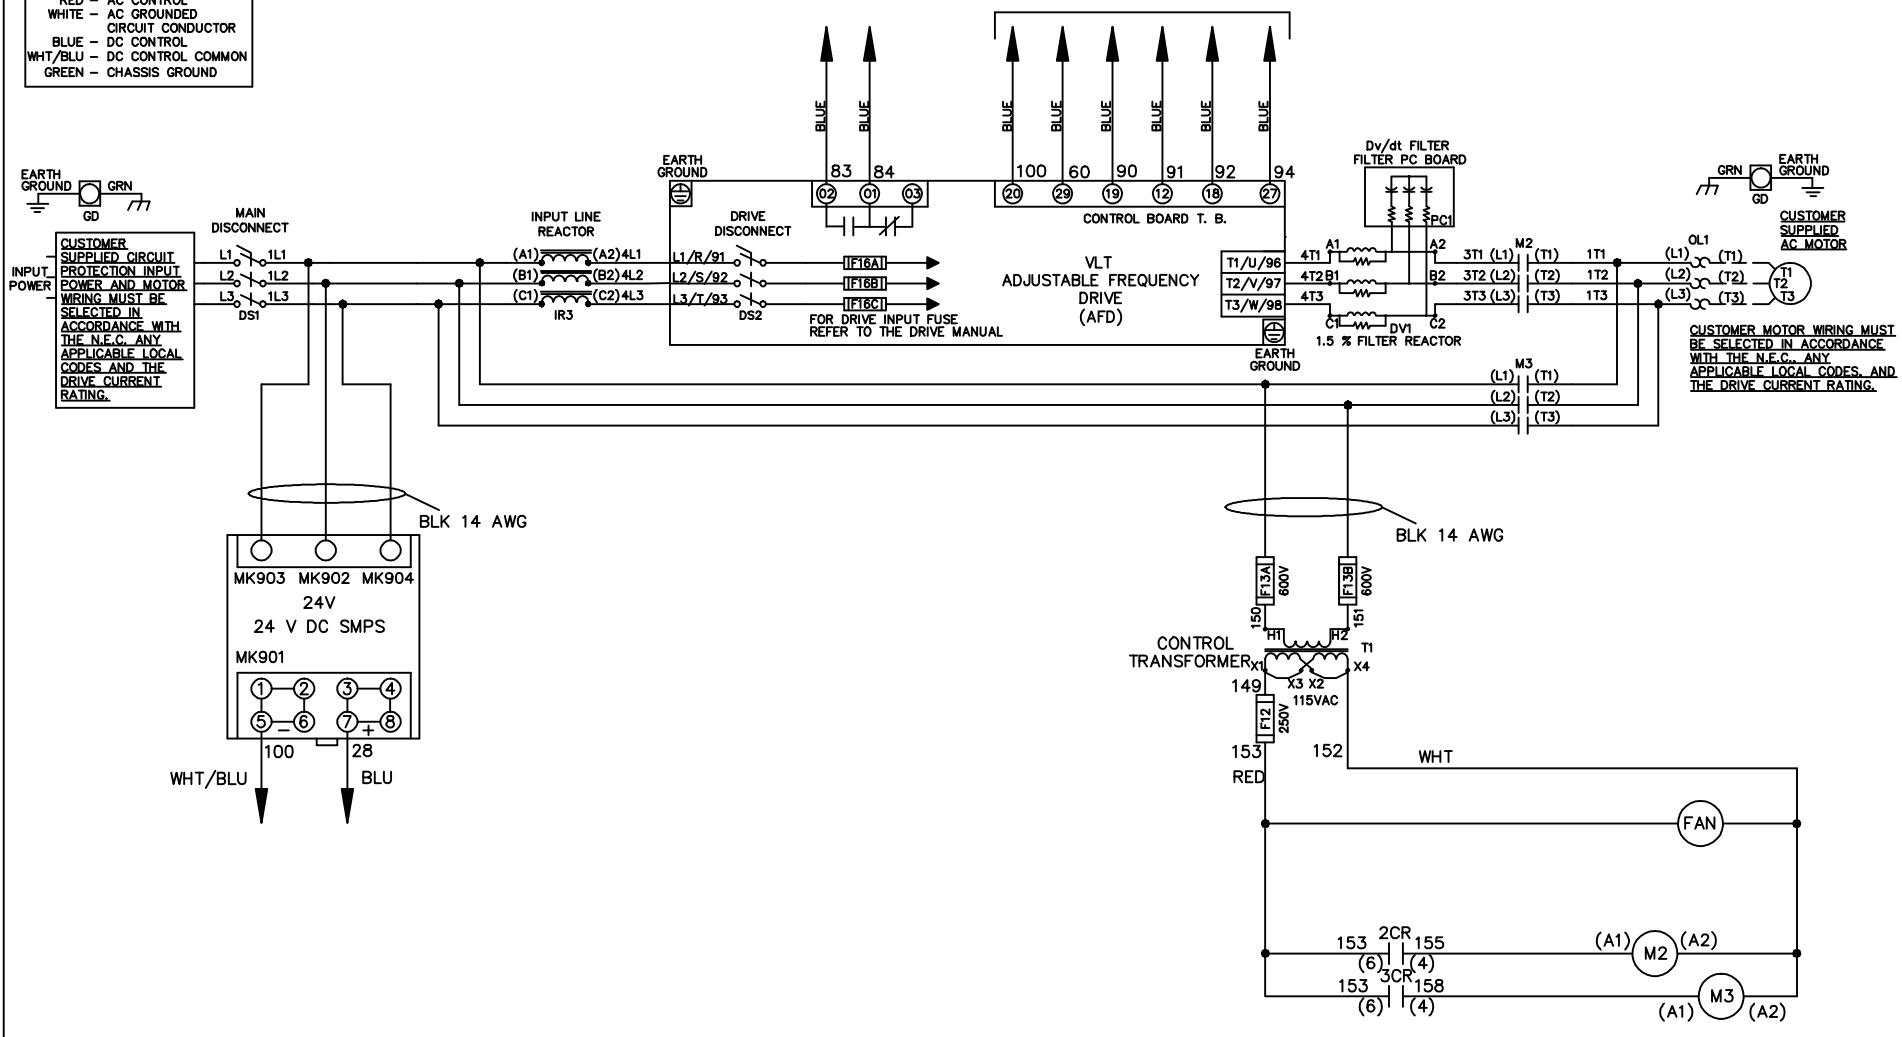 RED - AC CONTROL
WHITE - AC GROUNDED
CIRCUIT CONDUCTOR
BLUE - DC CONTROL
WHT/BLU - DC CONTROL COMMON
GREEN - CHASSIS GROUND
BLUE
BLUE
BLUE
BLUE
BLUE
BLUE
BLUE
BLUE
83
84
100
60
90
91
92
94
02
01
03
20
29
19
12
18
27
CONTROL BOARD T. B.
EARTH
GROUND
GRN
GD
MAIN
DISCONNECT
INPUT LINE
REACTOR
EARTH
GROUND
DRIVE
DISCONNECT
Dv/dt FILTER
FILTER PC BOARD
PC1
GRN
EARTH
GROUND
GD
CUSTOMER
SUPPLIED
AC MOTOR
INPUT
POWER
CUSTOMER
SUPPLIED CIRCUIT
PROTECTION INPUT
POWER AND MOTOR
WIRING MUST BE
SELECTED IN
ACCORDANCE WITH
THE N.E.C. ANY
APPLICABLE LOCAL
CODES AND THE
DRIVE CURRENT
RATING.
L1 1L1
L2 1L2
L3 1L3
DS1
(A1) (A2) 4L1
(B1) (B2) 4L2
(C1) (C2) 4L3
IR3
L1/R/91
L2/S/92
L3/T/93
DS2
F16A
F16B
F16C
FOR DRIVE INPUT FUSE
REFER TO THE DRIVE MANUAL
VLT
ADJUSTABLE FREQUENCY
DRIVE
(AFD)
T1/U/96
T2/V/97
T3/W/98
EARTH
GROUND
4T1 A1 A2
4T2 B1 B2
4T3 C1 C2
DV1
1.5 % FILTER REACTOR
M2
3T1 (L1) (T1) 1T1
3T2 (L2) (T2) 1T2
3T3 (L3) (T3) 1T3
OL1
(L1) (T1)
(L2) (T2)
(L3) (T3)
T1
T2
T3
CUSTOMER MOTOR WIRING MUST
BE SELECTED IN ACCORDANCE
WITH THE N.E.C., ANY
APPLICABLE LOCAL CODES, AND
THE DRIVE CURRENT RATING.
M3
(L1) (T1)
(L2) (T2)
(L3) (T3)
BLK 14 AWG
BLK 14 AWG
MK903 MK902 MK904
24V
24 V DC SMPS
MK901
1 2 3 4
5 6 7 8
- +
100 28
WHT/BLU BLU
F13A 600V
F13B 600V
150 151
H1 H2
T1
CONTROL
TRANSFORMER
X1 X4
X3 X2
115VAC
149
F12 250V
153 152
RED
WHT
FAN
2CR
153 155
(6) (4)
(A1) M2 (A2)
3CR
153 158
(6) (4)
(A1) M3 (A2)